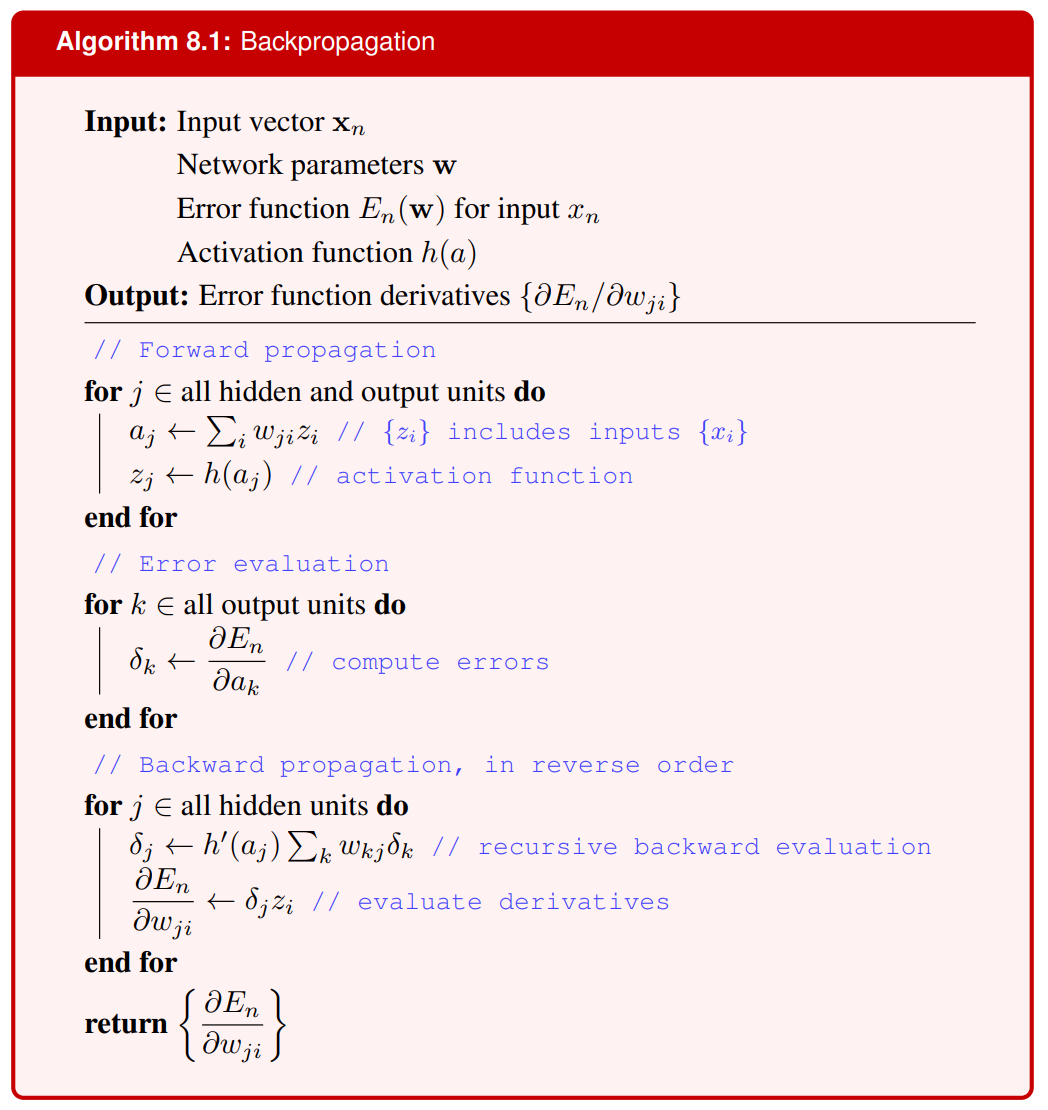 Algorithm 8.1: Backpropagation
Input: Input vector xₙ
Network parameters w
Error function Eₙ(w) for input xₙ
Activation function h(a)
Output: Error function derivatives {∂Eₙ/∂wⱼᵢ}
// Forward propagation
for j ∈ all hidden and output units do
aⱼ ← ∑ᵢ wⱼᵢzᵢ // {zᵢ} includes inputs {xᵢ}
zⱼ ← h(aⱼ) // activation function
end for
// Error evaluation
for k ∈ all output units do
δₖ ← ∂Eₙ/∂aₖ // compute errors
end for
// Backward propagation, in reverse order
for j ∈ all hidden units do
δⱼ ← h′(aⱼ) ∑ₖ wₖⱼδₖ // recursive backward evaluation
∂Eₙ/∂wⱼᵢ ← δⱼzᵢ // evaluate derivatives
end for
return {∂Eₙ/∂wⱼᵢ}